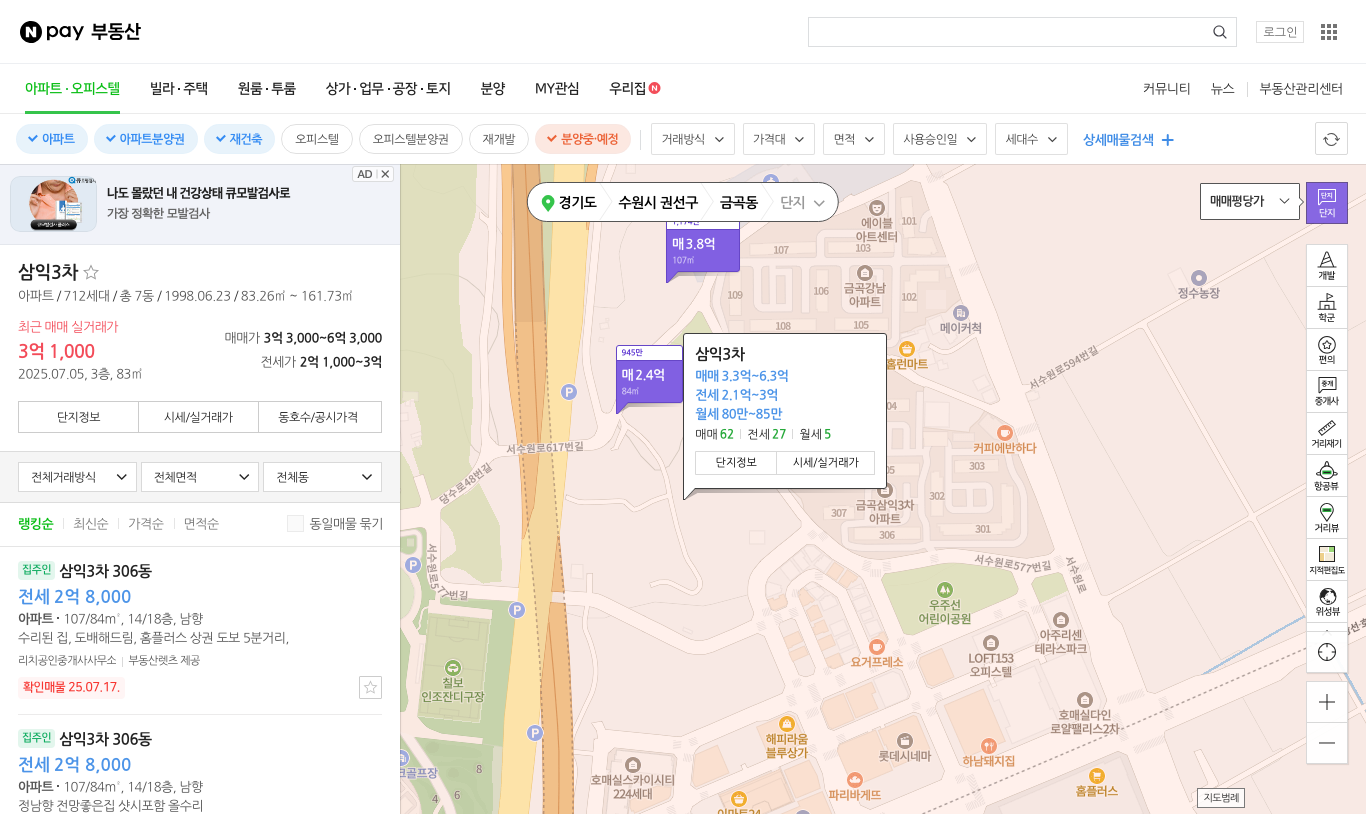 N pay 부동산
로그인
아파트·오피스텔 빌라·주택 원룸·투룸 상가·업무·공장·토지 분양 MY관심 우리집 N
커뮤니티 뉴스 부동산관리센터
아파트 아파트분양권 재건축 오피스텔 오피스텔분양권 재개발 분양중·예정
거래방식 가격대 면적 사용승인일 세대수 상세매물검색
AD
나도 몰랐던 내 건강상태 큐모발검사로
가장 정확한 모발검사
삼익3차
아파트 / 712세대 / 총 7동 / 1998.06.23 / 83.26㎡ ~ 161.73㎡
최근 매매 실거래가
3억 1,000
2025.07.05, 3층, 83㎡
매매가 3억 3,000~6억 3,000
전세가 2억 1,000~3억
단지정보 시세/실거래가 동호수/공시가격
전체거래방식 전체면적 전체동
랭킹순 최신순 가격순 면적순 동일매물 묶기
집주인 삼익3차 306동
전세 2억 8,000
아파트 · 107/84m², 14/18층, 남향
수리된 집, 도배해드림, 홈플러스 상권 도보 5분거리,
리치공인중개사사무소 부동산렛츠 제공
확인매물 25.07.17.
집주인 삼익3차 306동
전세 2억 8,000
아파트 · 107/84m², 14/18층, 남향
정남향 전망좋은집 샷시포함 올수리
경기도 수원시 권선구 금곡동 단지
매매평당가
단지
단지
개발
학군
편의
중개
중개사
거리재기
항공뷰
거리뷰
지적편집도
위성뷰
매 3.8억
107㎡
945만
매 2.4억
84㎡
삼익3차
매매 3.3억~6.3억
전세 2.1억~3억
월세 80만~85만
매매 62 전세 27 월세 5
단지정보 시세/실거래가
에이블
아트센터
101
107
103
109
106
금곡강남
아파트
102
108
105
메이커척
정수농장
홈런마트
서수원로594번길
커피에반하다
305
303
302
금곡삼익3차
아파트
307
301
306
서수원로617번길
당수로48번길
서수원로577번길
서수원로577번길
서수원로
P
P
P
P
우주선
어린이공원
아주리센
테라스파크
요거프레소
LOFT153
오피스텔
칠보
인조잔디구장
해피라움
블루상가
호매실다인
로얄팰리스2차
롯데시네마
하남돼지집
호매실스카이시티
224세대
파리바게뜨
홈플러스
이마트24
크골프장
8
4
6
지도범례